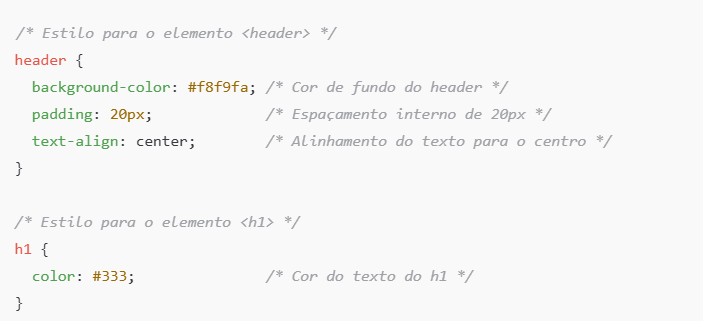 /* Estilo para o elemento <header> */
header {
  background-color: #f8f9fa; /* Cor de fundo do header */
  padding: 20px;             /* Espaçamento interno de 20px */
  text-align: center;        /* Alinhamento do texto para o centro */
}

/* Estilo para o elemento <h1> */
h1 {
  color: #333;               /* Cor do texto do h1 */
}